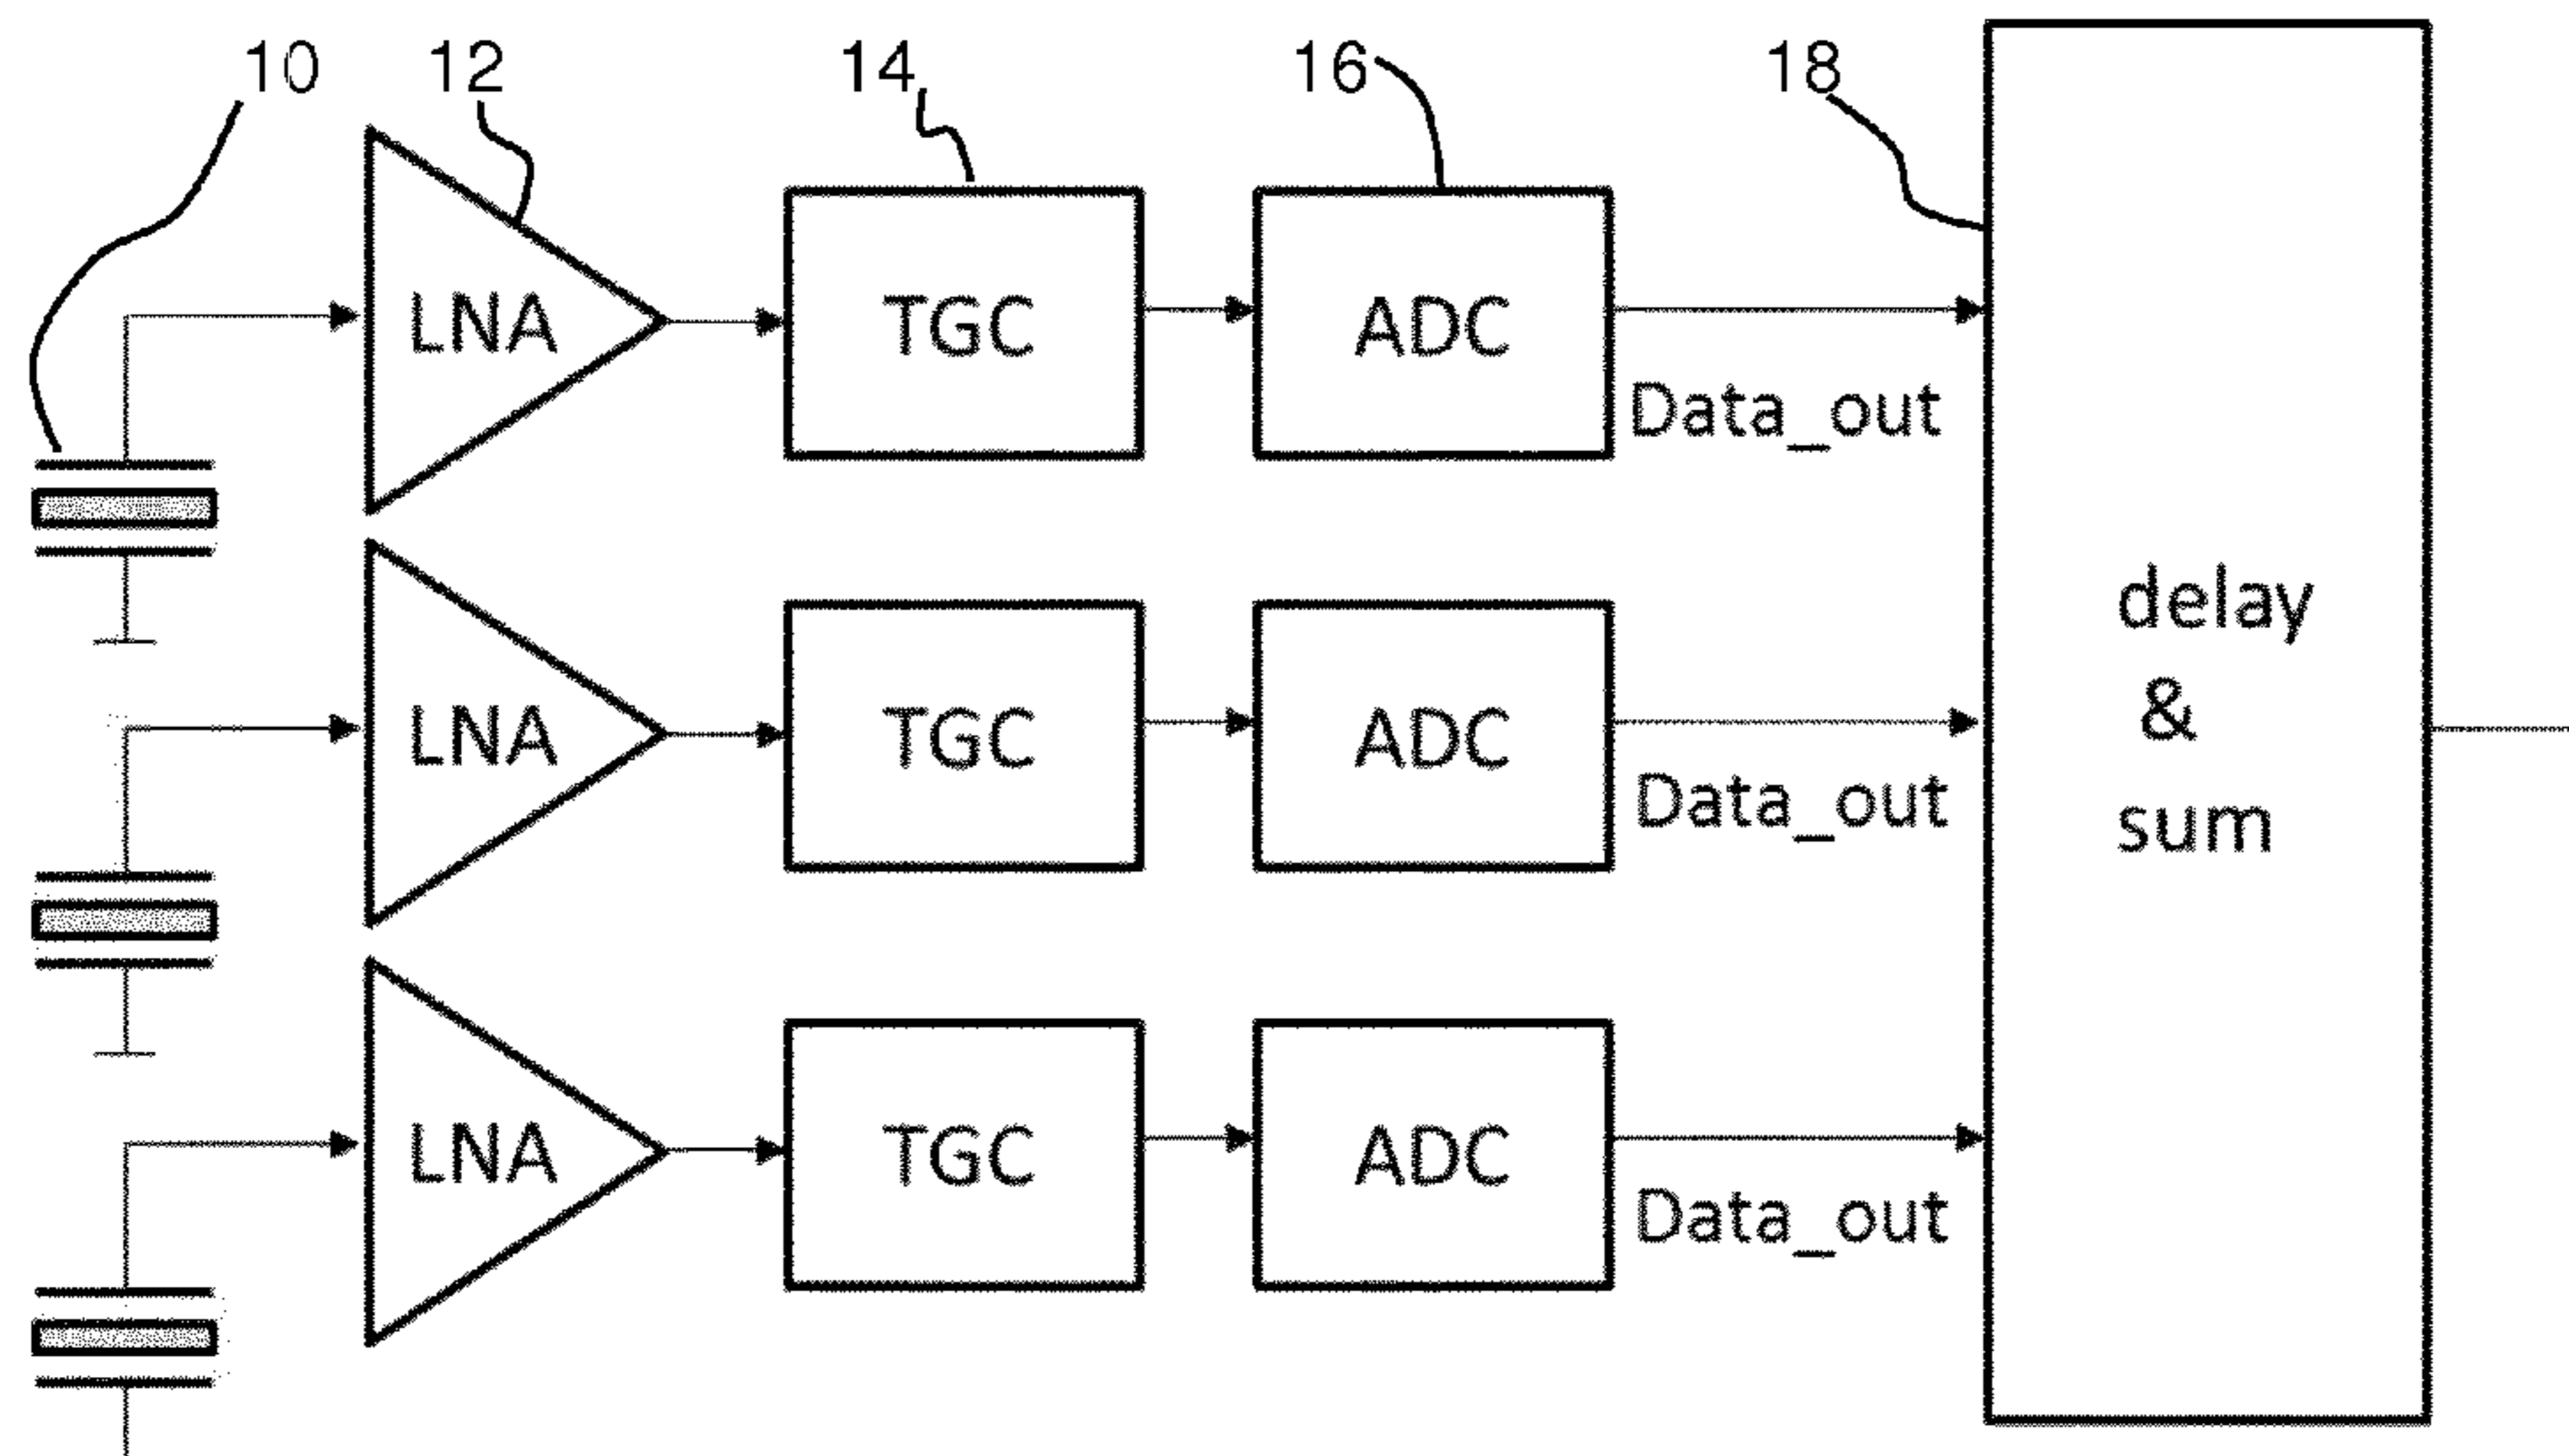 10 12 14 16 18
LNA TGC ADC
Data_out
delay
&
sum
LNA TGC ADC
Data_out
LNA TGC ADC
Data_out